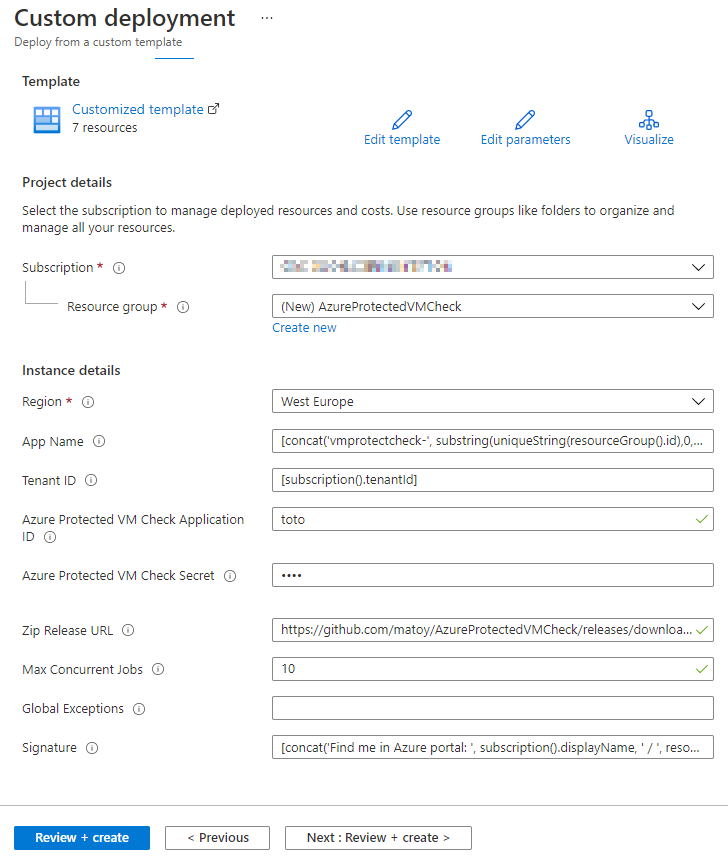 Custom deployment ...
Deploy from a custom template
Template
Customized template
7 resources
Edit template
Edit parameters
Visualize
Project details
Select the subscription to manage deployed resources and costs. Use resource groups like folders to organize and
manage all your resources.
Subscription *
Resource group *
(New) AzureProtectedVMCheck
Create new
Instance details
Region *
West Europe
App Name
[concat('vmprotectcheck-', substring(uniqueString(resourceGroup().id),0,...
Tenant ID
[subscription().tenantId]
Azure Protected VM Check Application
ID
toto
Azure Protected VM Check Secret
••••
Zip Release URL
https://github.com/matoy/AzureProtectedVMCheck/releases/downloa...
Max Concurrent Jobs
10
Global Exceptions
Signature
[concat('Find me in Azure portal: ', subscription().displayName, ' / ', reso...
Review + create
< Previous
Next : Review + create >